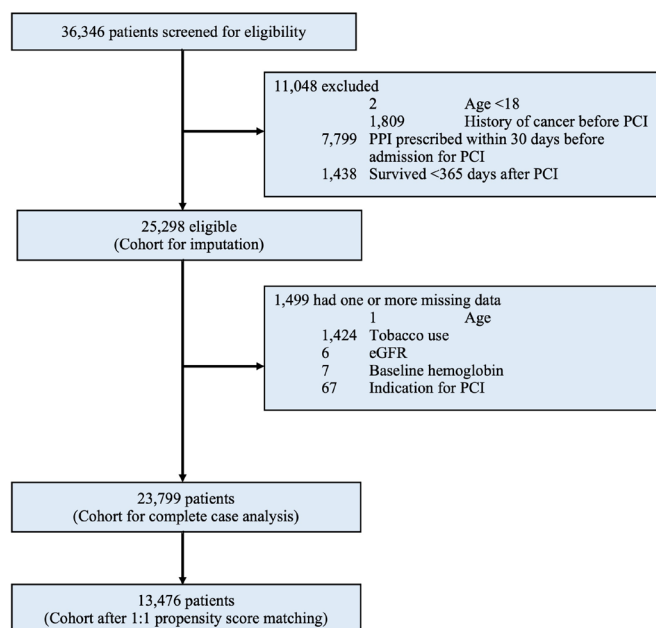 36,346 patients screened for eligibility
11,048 excluded
2 Age <18
1,809 History of cancer before PCI
7,799 PPI prescribed within 30 days before
admission for PCI
1,438 Survived <365 days after PCI
25,298 eligible
(Cohort for imputation)
1,499 had one or more missing data
1 Age
1,424 Tobacco use
6 eGFR
7 Baseline hemoglobin
67 Indication for PCI
23,799 patients
(Cohort for complete case analysis)
13,476 patients
(Cohort after 1:1 propensity score matching)